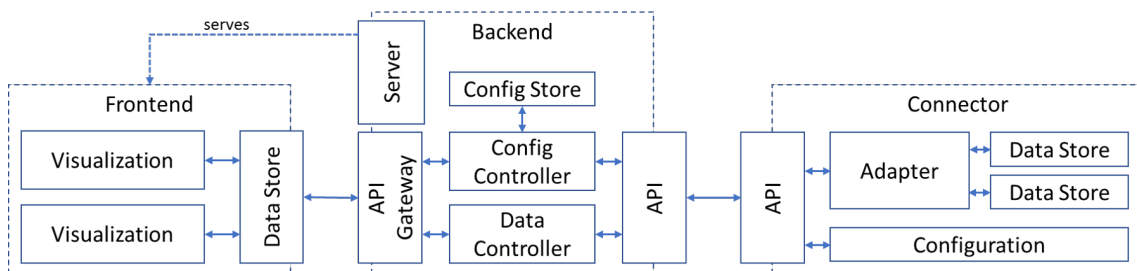 serves
Backend
Server
Config Store
Frontend
Connector
Visualization
Visualization
Data Store
API
Gateway
Config
Controller
Data
Controller
API
API
Adapter
Data Store
Data Store
Configuration